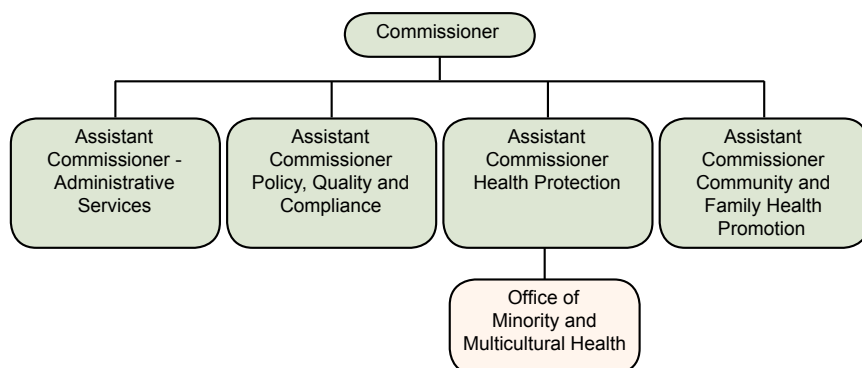 Commissioner
Assistant
Commissioner -
Administrative
Services
Assistant
Commissioner
Policy, Quality and
Compliance
Assistant
Commissioner
Health Protection
Assistant
Commissioner
Community and
Family Health
Promotion
Office of
Minority and
Multicultural Health